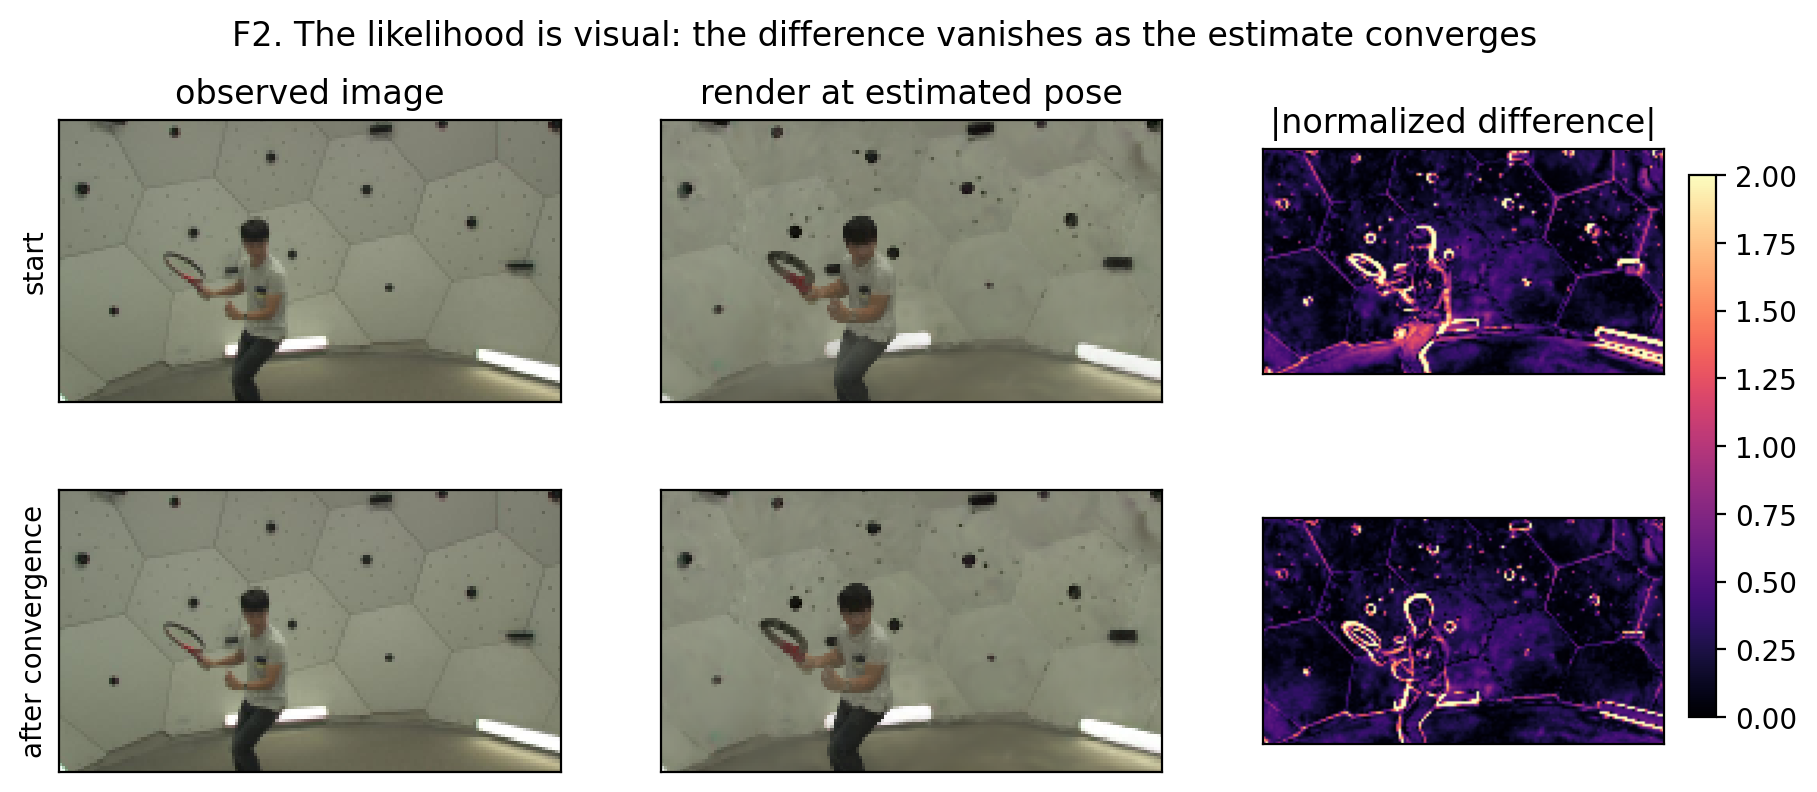 F2. The likelihood is visual: the difference vanishes as the estimate converges
observed image
render at estimated pose
|normalized difference|
start
after convergence
2.00
1.75
1.50
1.25
1.00
0.75
0.50
0.25
0.00